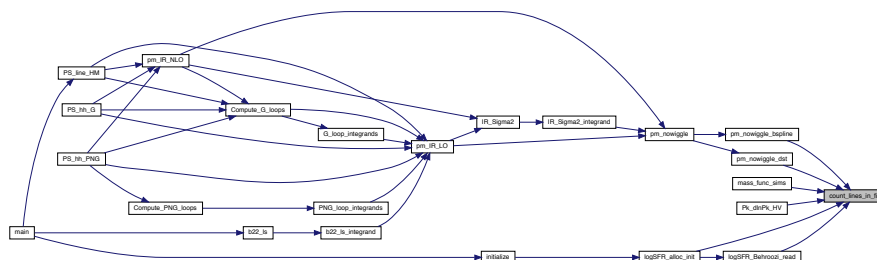 PS_line_HM
pm_IR_NLO
PS_hh_G
Compute_G_loops
G_loop_integrands
PS_hh_PNG
Compute_PNG_loops
PNG_loop_integrands
main
b22_ls
b22_ls_integrand
pm_IR_LO
IR_Sigma2
IR_Sigma2_integrand
pm_nowiggle
pm_nowiggle_bspline
pm_nowiggle_dst
mass_func_sims
Pk_dlnPk_HV
count_lines_in_fi
initialize
logSFR_alloc_init
logSFR_Behroozi_read